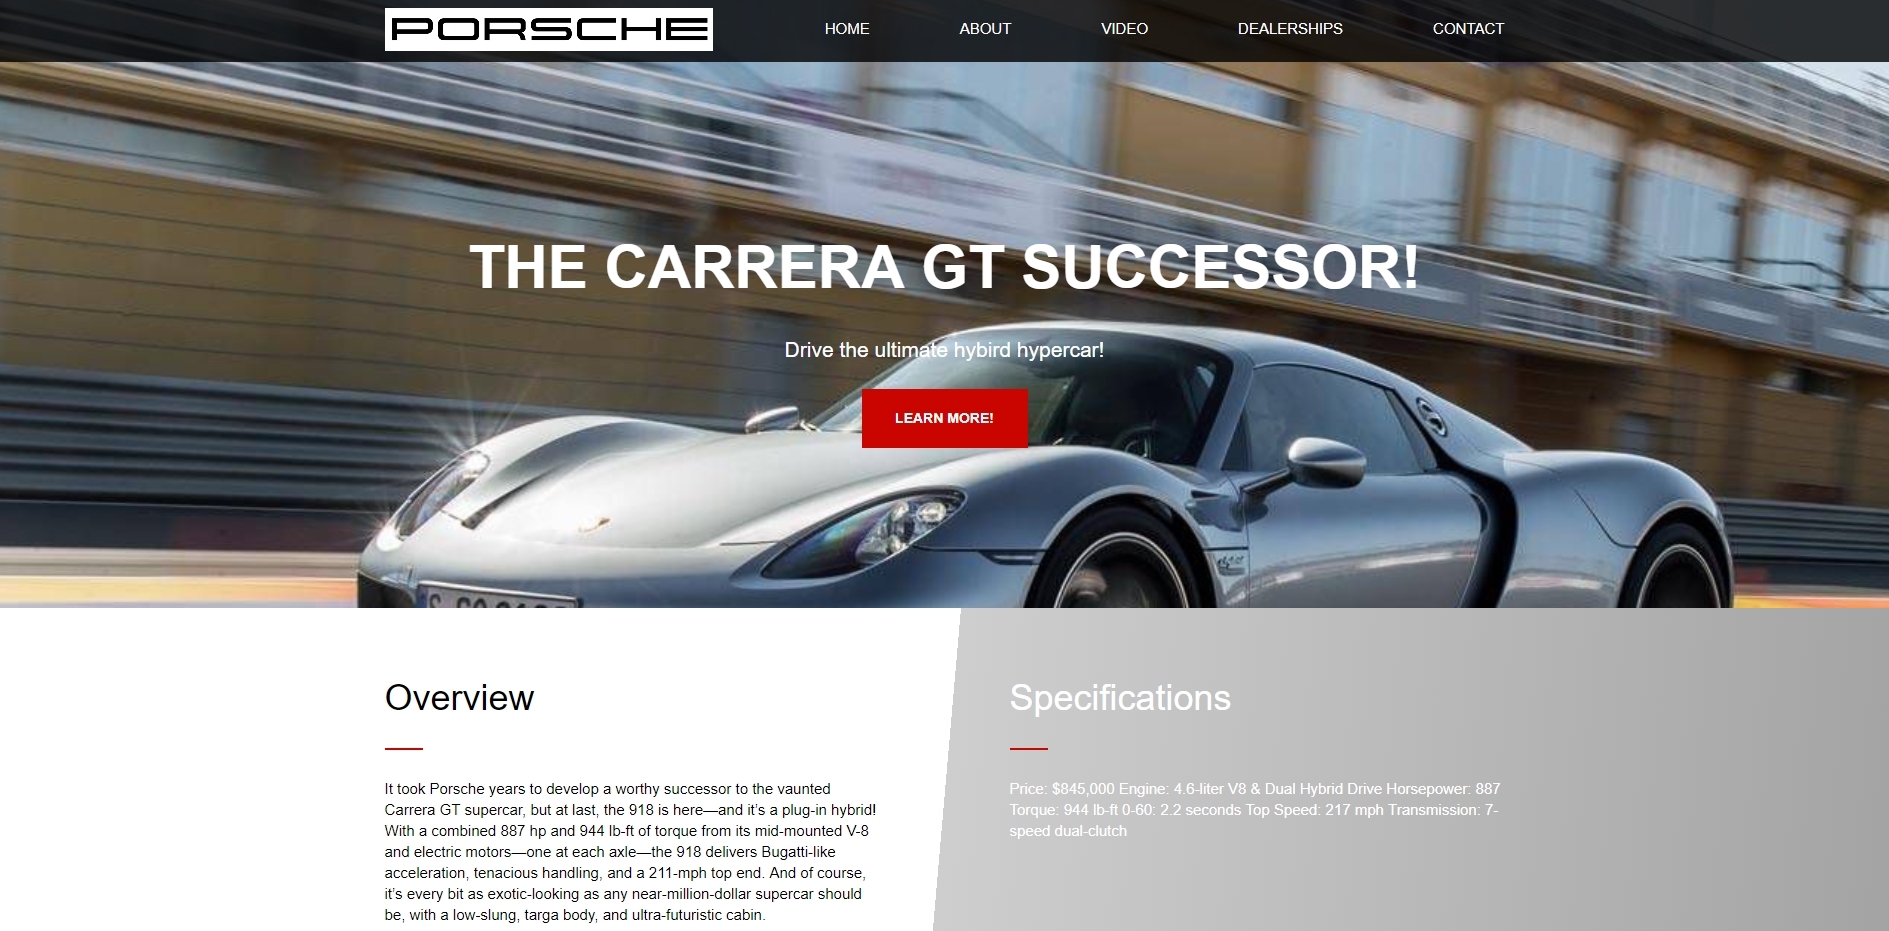 PORSCHE
HOME ABOUT VIDEO DEALERSHIPS CONTACT
THE CARRERA GT SUCCESSOR!
Drive the ultimate hybird hypercar!
LEARN MORE!
Overview
It took Porsche years to develop a worthy successor to the vaunted
Carrera GT supercar, but at last, the 918 is here—and it’s a plug-in hybrid!
With a combined 887 hp and 944 lb-ft of torque from its mid-mounted V-8
and electric motors—one at each axle—the 918 delivers Bugatti-like
acceleration, tenacious handling, and a 211-mph top end. And of course,
it’s every bit as exotic-looking as any near-million-dollar supercar should
be, with a low-slung, targa body, and ultra-futuristic cabin.
Specifications
Price: $845,000 Engine: 4.6-liter V8 & Dual Hybrid Drive Horsepower: 887
Torque: 944 lb-ft 0-60: 2.2 seconds Top Speed: 217 mph Transmission: 7-
speed dual-clutch